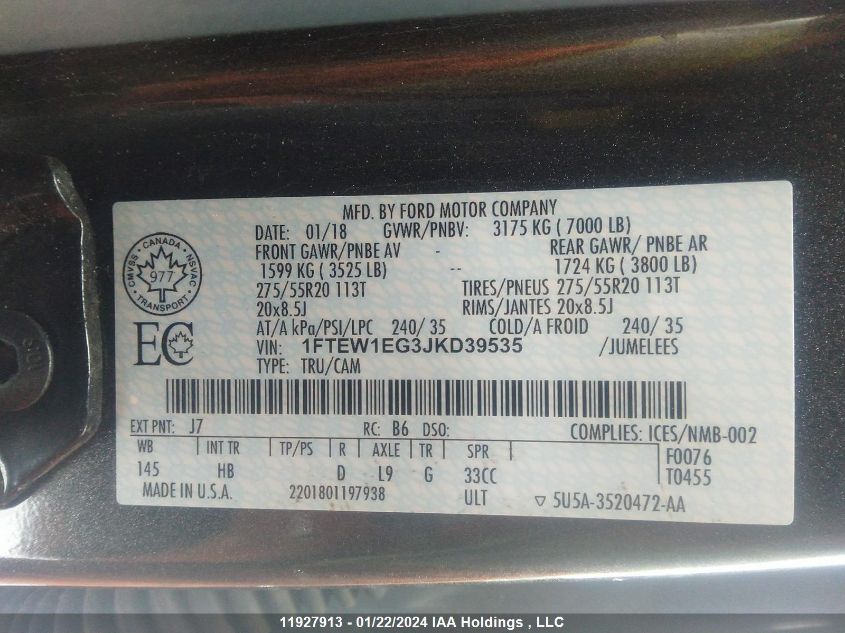 MFD. BY FORD MOTOR COMPANY
DATE: 01/18 GVWR/PNBV: 3175 KG ( 7000 LB)
FRONT GAWR/PNBE AV - REAR GAWR/ PNBE AR
1599 KG ( 3525 LB) -- 1724 KG ( 3800 LB)
275/55R20 113T TIRES/PNEUS 275/55R20 113T
20x8.5J RIMS/JANTES 20x8.5J
AT/A kPa/PSI/LPC 240/ 35 COLD/A FROID 240/ 35
VIN: 1FTEW1EG3JKD39535 /JUMELEES
TYPE: TRU/CAM
CMVSS • CANADA • NSVAC
977
• TRANSPORT •
EC
EXT PNT: J7 RC: B6 DSO: COMPLIES: ICES/NMB-002
WB INT TR TP/PS R AXLE TR SPR F0076
145 HB D L9 G 33CC T0455
MADE IN U.S.A. 2201801197938 ULT ▽ 5U5A-3520472-AA
11927913 - 01/22/2024 IAA Holdings , LLC